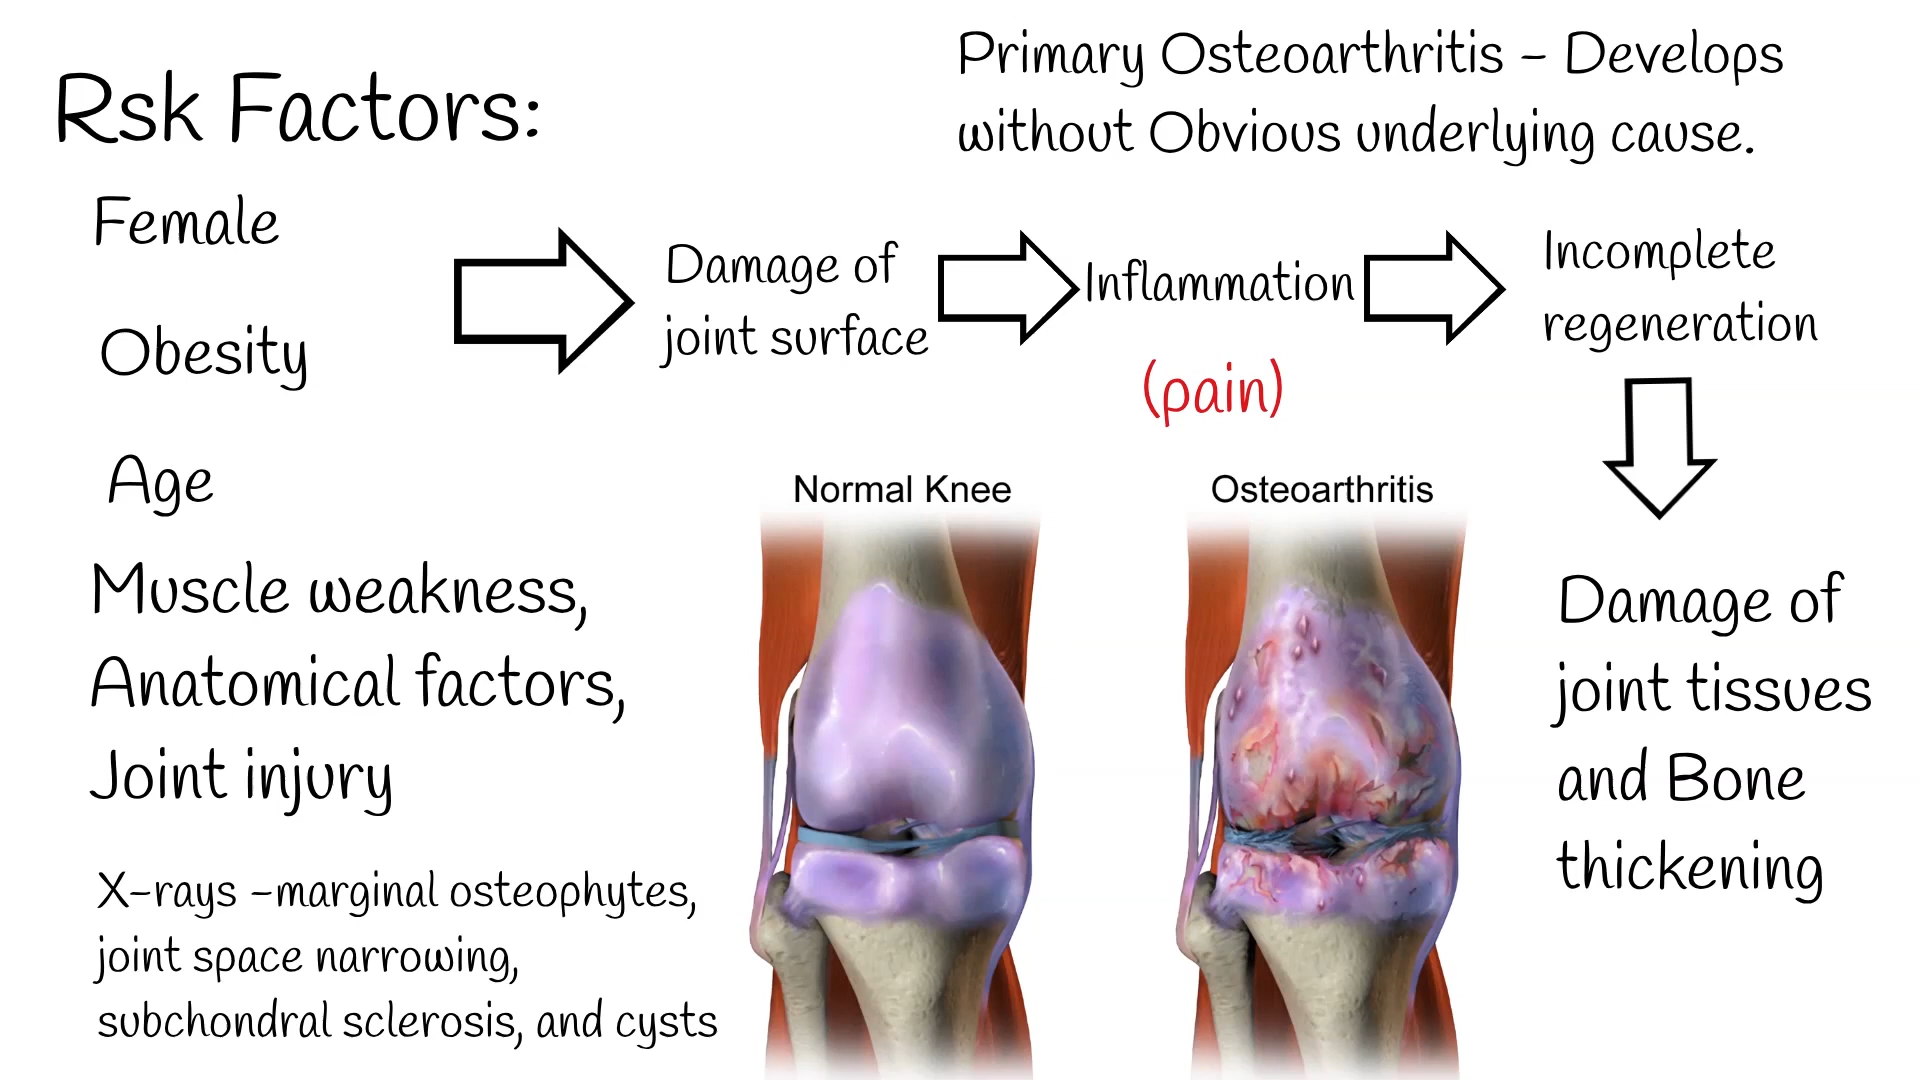 Rsk Factors:
Female
Obesity
Age
Muscle weakness,
Anatomical factors,
Joint injury
X-rays -marginal osteophytes,
joint space narrowing,
subchondral sclerosis, and cysts
Primary Osteoarthritis - Develops
without Obvious underlying cause.
Damage of
joint surface
Inflammation
(pain)
Incomplete
regeneration
Damage of
joint tissues
and Bone
thickening
Normal Knee
Osteoarthritis